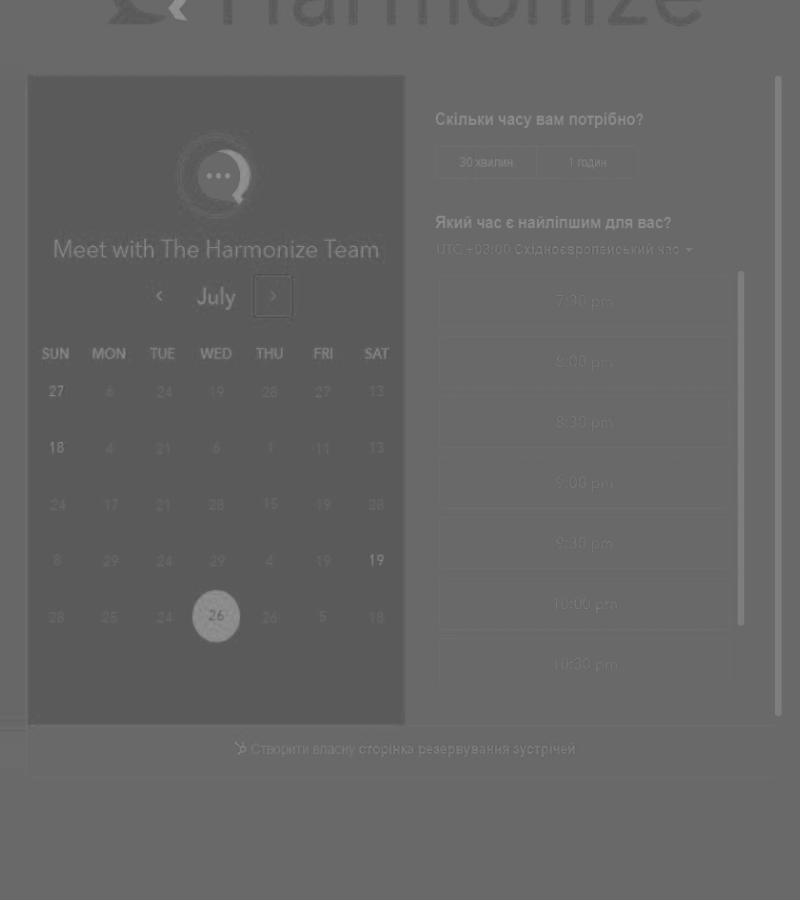 Harmonize
Meet with The Harmonize Team
July
SUN MON TUE WED THU FRI SAT
27 6 24 19 28 27 13
18 4 21 6 1 11 13
24 17 21 28 15 19 28
8 29 24 29 4 19 19
28 25 24 26 26 5 18
Скільки часу вам потрібно?
30 хвилин 1 годин
Який час є найліпшим для вас?
UTC +03:00 Східноєвропейський час
7:30 pm
8:00 pm
8:30 pm
9:00 pm
9:30 pm
10:00 pm
10:30 pm
Створити власну сторінка резервування зустрічей